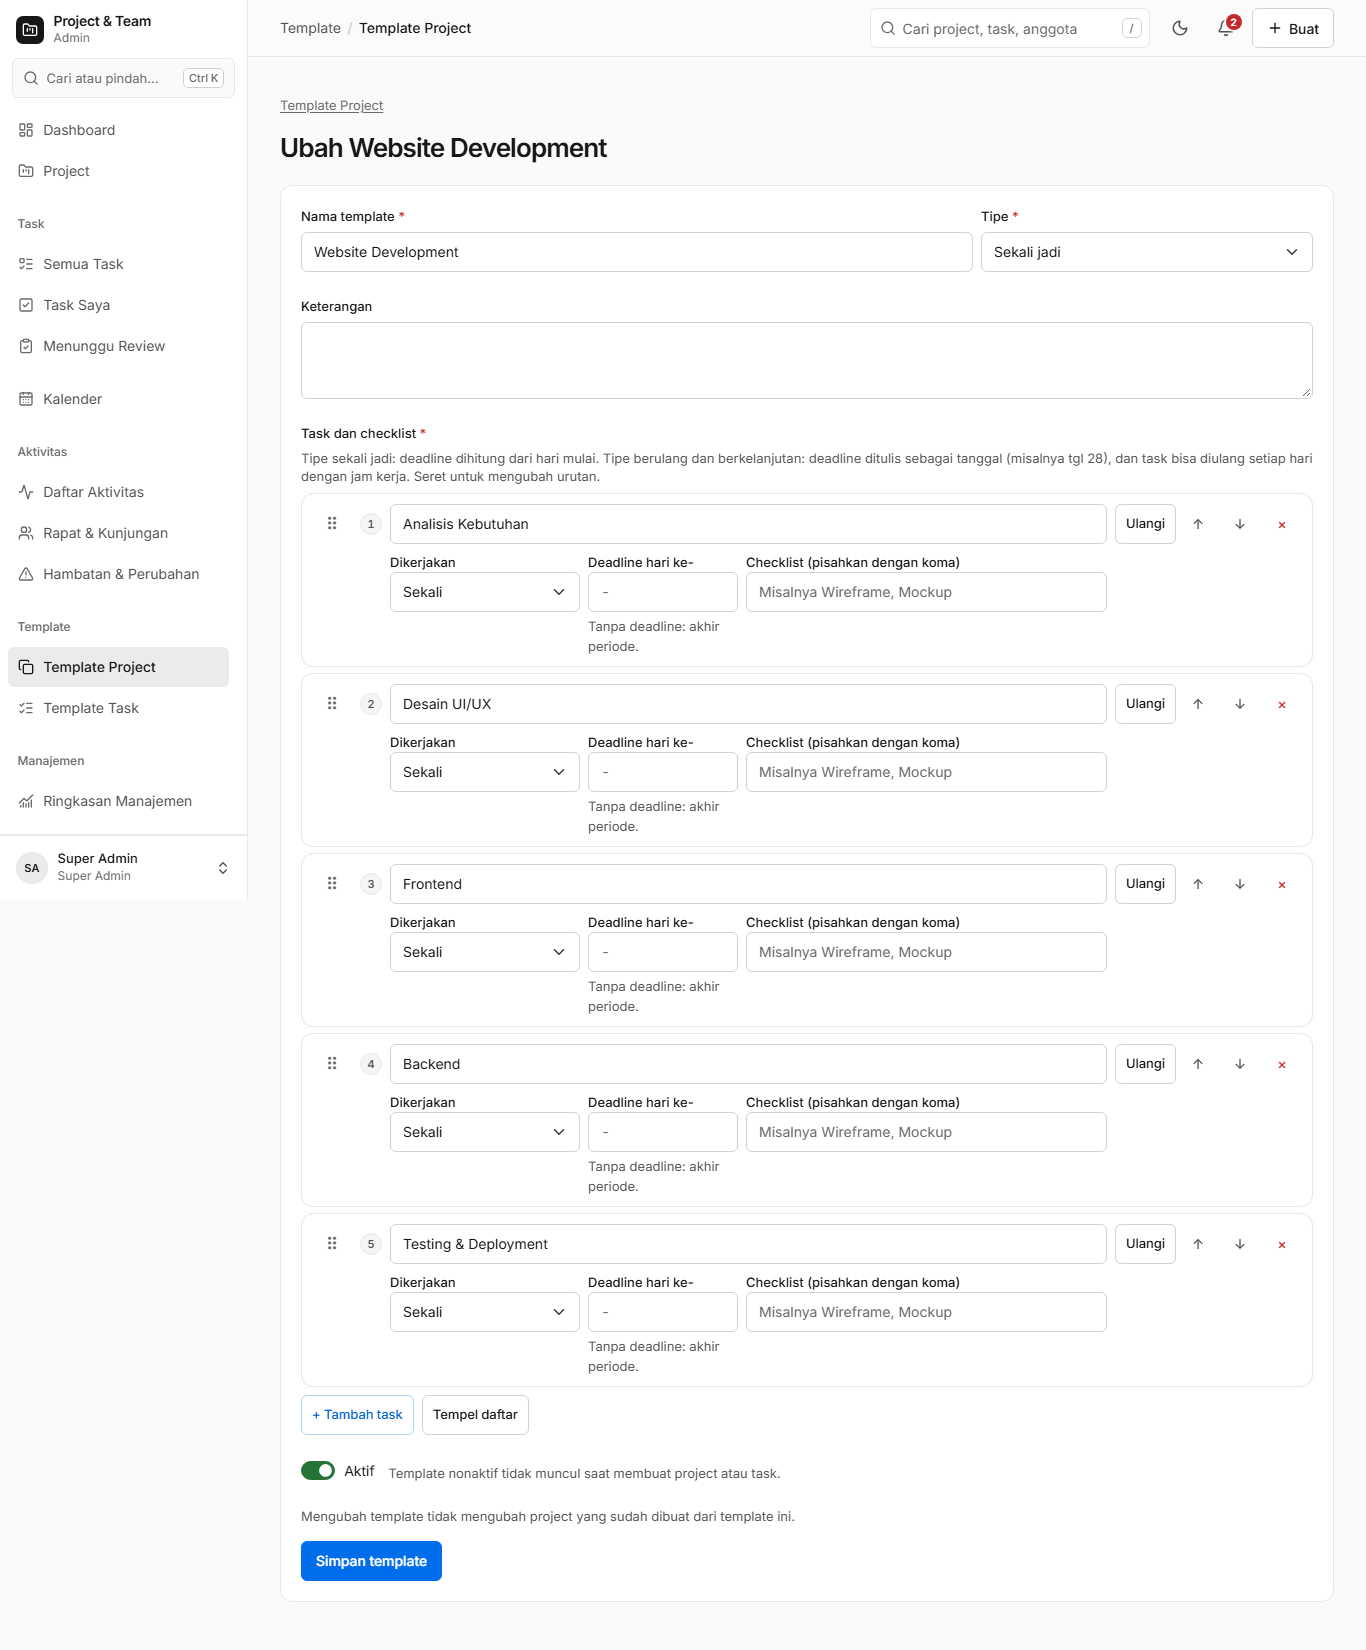 Project & Team
Admin
Cari atau pindah...
Ctrl K
Dashboard
Project
Task
Semua Task
Task Saya
Menunggu Review
Kalender
Aktivitas
Daftar Aktivitas
Rapat & Kunjungan
Hambatan & Perubahan
Template
Template Project
Template Task
Manajemen
Ringkasan Manajemen
SA
Super Admin
Super Admin
Template / Template Project
Cari project, task, anggota
/
2
+ Buat
Template Project
Ubah Website Development
Nama template *
Website Development
Tipe *
Sekali jadi
Keterangan
Task dan checklist *
Tipe sekali jadi: deadline dihitung dari hari mulai. Tipe berulang dan berkelanjutan: deadline ditulis sebagai tanggal (misalnya tgl 28), dan task bisa diulang setiap hari
dengan jam kerja. Seret untuk mengubah urutan.
1 Analisis Kebutuhan Ulangi ↑ ↓ ×
Dikerjakan Deadline hari ke- Checklist (pisahkan dengan koma)
Sekali - Misalnya Wireframe, Mockup
Tanpa deadline: akhir
periode.
2 Desain UI/UX Ulangi ↑ ↓ ×
Dikerjakan Deadline hari ke- Checklist (pisahkan dengan koma)
Sekali - Misalnya Wireframe, Mockup
Tanpa deadline: akhir
periode.
3 Frontend Ulangi ↑ ↓ ×
Dikerjakan Deadline hari ke- Checklist (pisahkan dengan koma)
Sekali - Misalnya Wireframe, Mockup
Tanpa deadline: akhir
periode.
4 Backend Ulangi ↑ ↓ ×
Dikerjakan Deadline hari ke- Checklist (pisahkan dengan koma)
Sekali - Misalnya Wireframe, Mockup
Tanpa deadline: akhir
periode.
5 Testing & Deployment Ulangi ↑ ↓ ×
Dikerjakan Deadline hari ke- Checklist (pisahkan dengan koma)
Sekali - Misalnya Wireframe, Mockup
Tanpa deadline: akhir
periode.
+ Tambah task
Tempel daftar
Aktif Template nonaktif tidak muncul saat membuat project atau task.
Mengubah template tidak mengubah project yang sudah dibuat dari template ini.
Simpan template